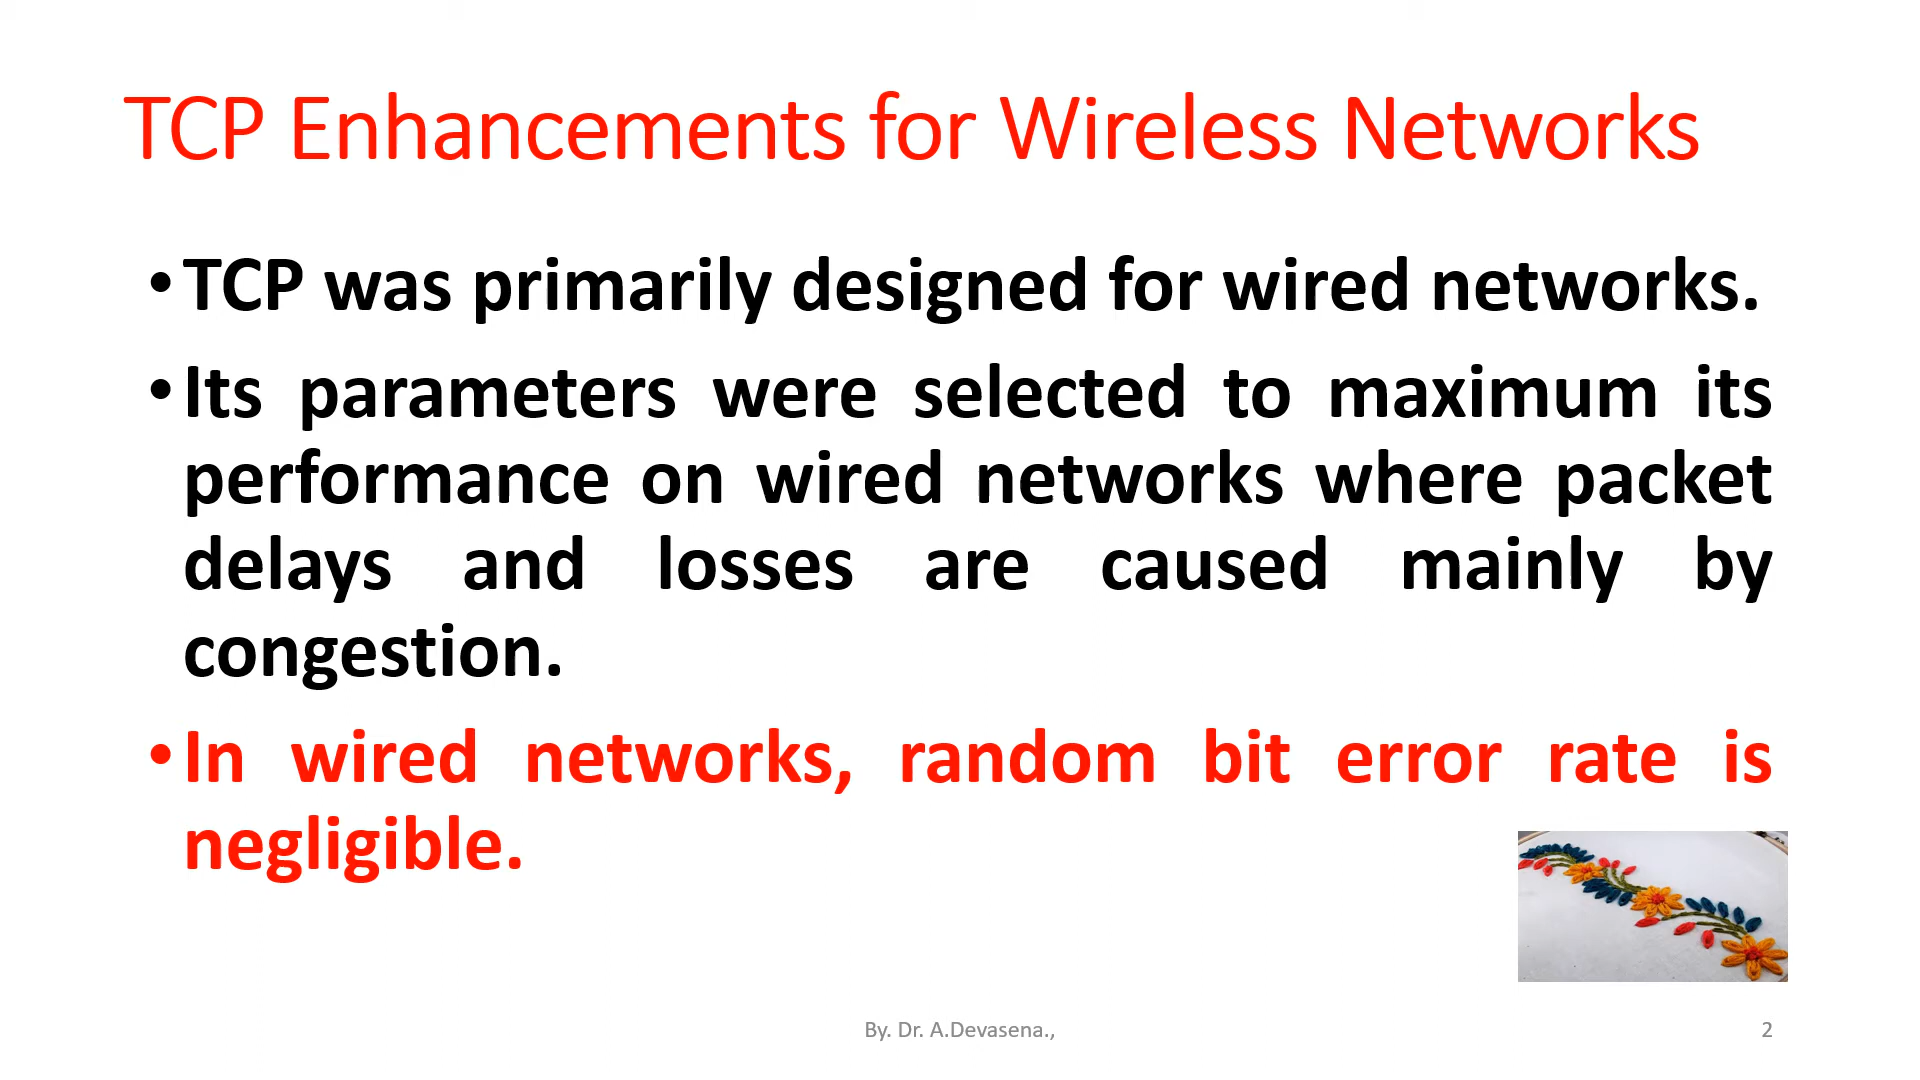 TCP Enhancements for Wireless Networks
•TCP was primarily designed for wired networks.
•Its parameters were selected to maximum its
performance on wired networks where packet
delays and losses are caused mainly by
congestion.
•In wired networks, random bit error rate is
negligible.
By. Dr. A.Devasena.,
2